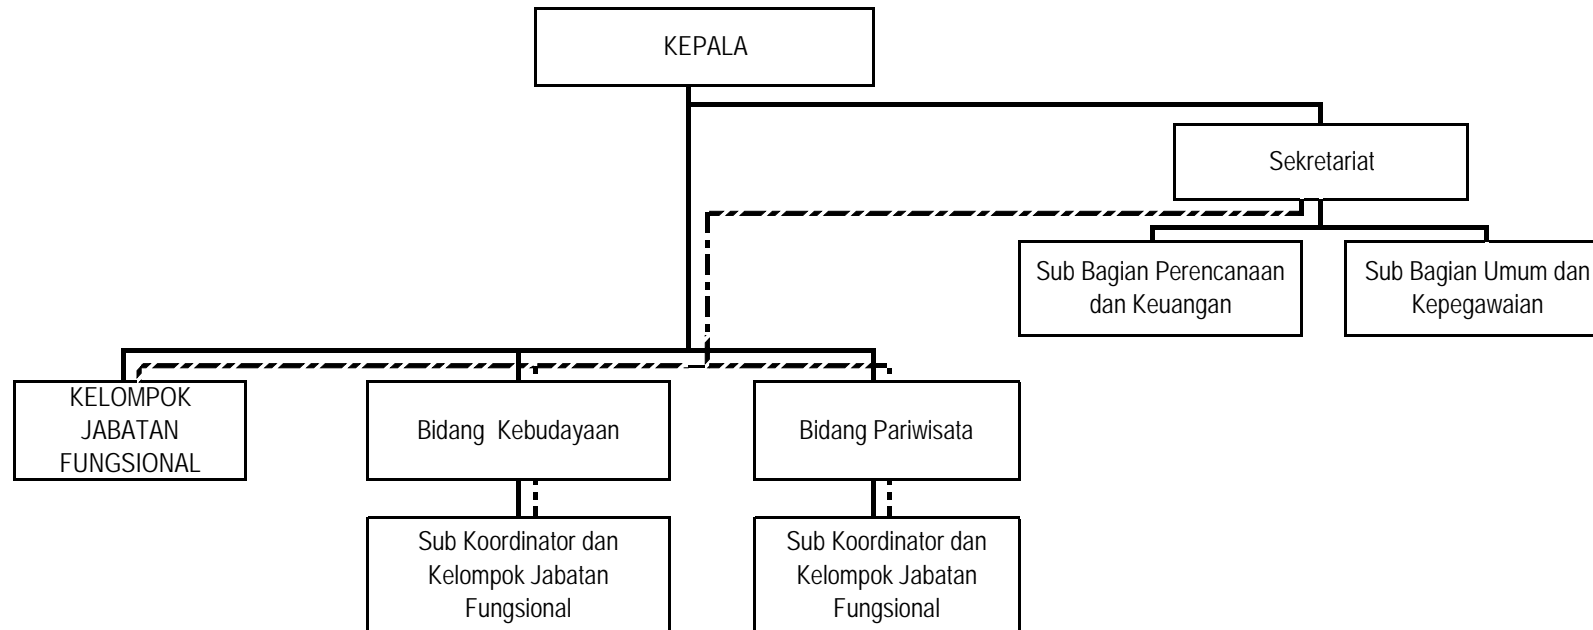 KEPALA
Sekretariat
Sub Bagian Perencanaan
dan Keuangan
Sub Bagian Umum dan
Kepegawaian
KELOMPOK
JABATAN
FUNGSIONAL
Bidang Kebudayaan
Bidang Pariwisata
Sub Koordinator dan
Kelompok Jabatan
Fungsional
Sub Koordinator dan
Kelompok Jabatan
Fungsional